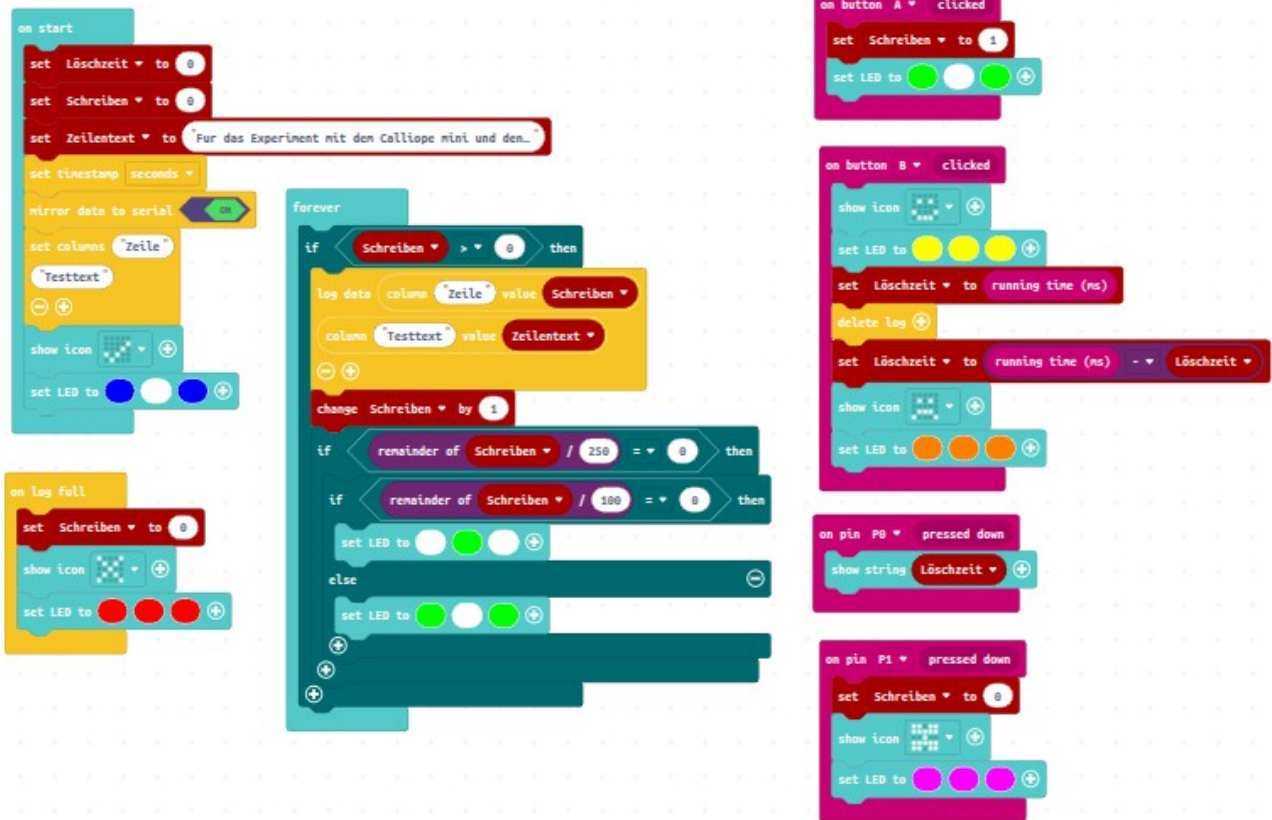 on start
set Löschzeit to 0
set Schreiben to 0
set Zeilentext to "Fur das Experiment mit dem Calliope mini und den…"
set timestamp seconds
mirror data to serial ON
set columns "Zeile"
"Testtext"
show icon
set LED to
on log full
set Schreiben to 0
show icon
set LED to
forever
if Schreiben > 0 then
log data column "Zeile" value Schreiben
column "Testtext" value Zeilentext
change Schreiben by 1
if remainder of Schreiben / 250 = 0 then
if remainder of Schreiben / 100 = 0 then
set LED to
else
set LED to
on button A clicked
set Schreiben to 1
set LED to
on button B clicked
show icon
set LED to
set Löschzeit to running time (ms)
delete log
set Löschzeit to running time (ms) - Löschzeit
show icon
set LED to
on pin P0 pressed down
show string Löschzeit
on pin P1 pressed down
set Schreiben to 0
show icon
set LED to